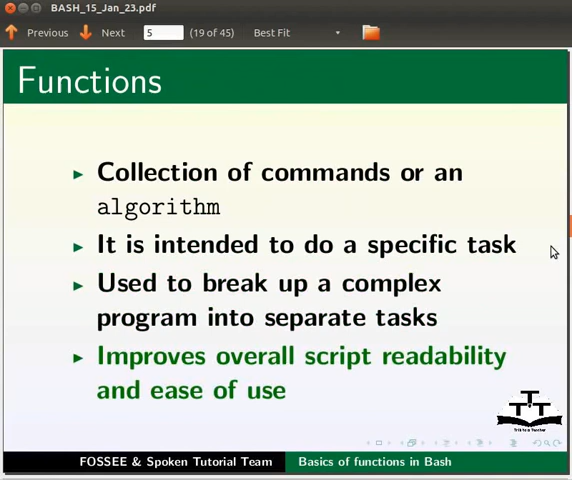 BASH_15_Jan_23.pdf
Previous Next 5 (19 of 45) Best Fit
Functions
Collection of commands or an
algorithm
It is intended to do a specific task
Used to break up a complex
program into separate tasks
Improves overall script readability
and ease of use
FOSSEE & Spoken Tutorial Team Basics of functions in Bash